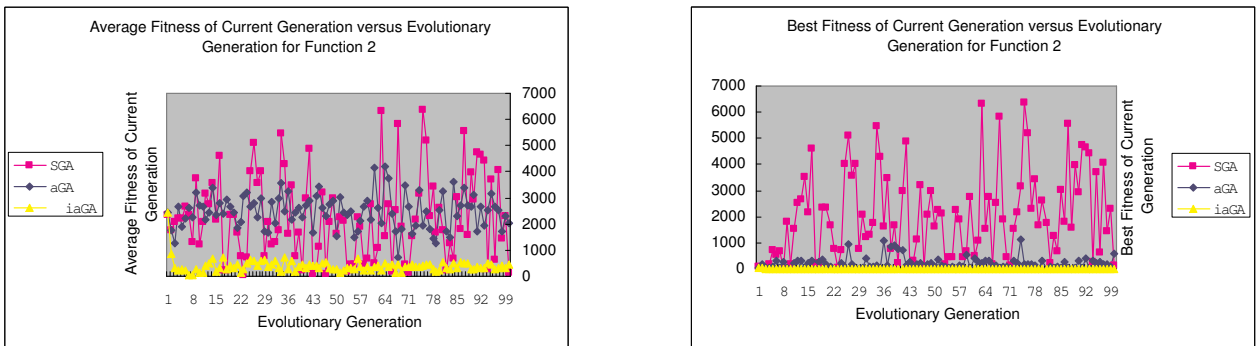 Average Fitness of Current Generation versus Evolutionary
Generation for Function 2
Average Fitness of Current
Generation
7000
6000
5000
4000
3000
2000
1000
0
1 8 15 22 29 36 43 50 57 64 71 78 85 92 99
Evolutionary Generation
SGA
aGA
iaGA
Best Fitness of Current Generation versus Evolutionary
Generation for Function 2
7000
6000
5000
4000
3000
2000
1000
0
1 8 15 22 29 36 43 50 57 64 71 78 85 92 99
Evolutionary Generation
Best Fitness of Current
Generation
SGA
aGA
iaGA